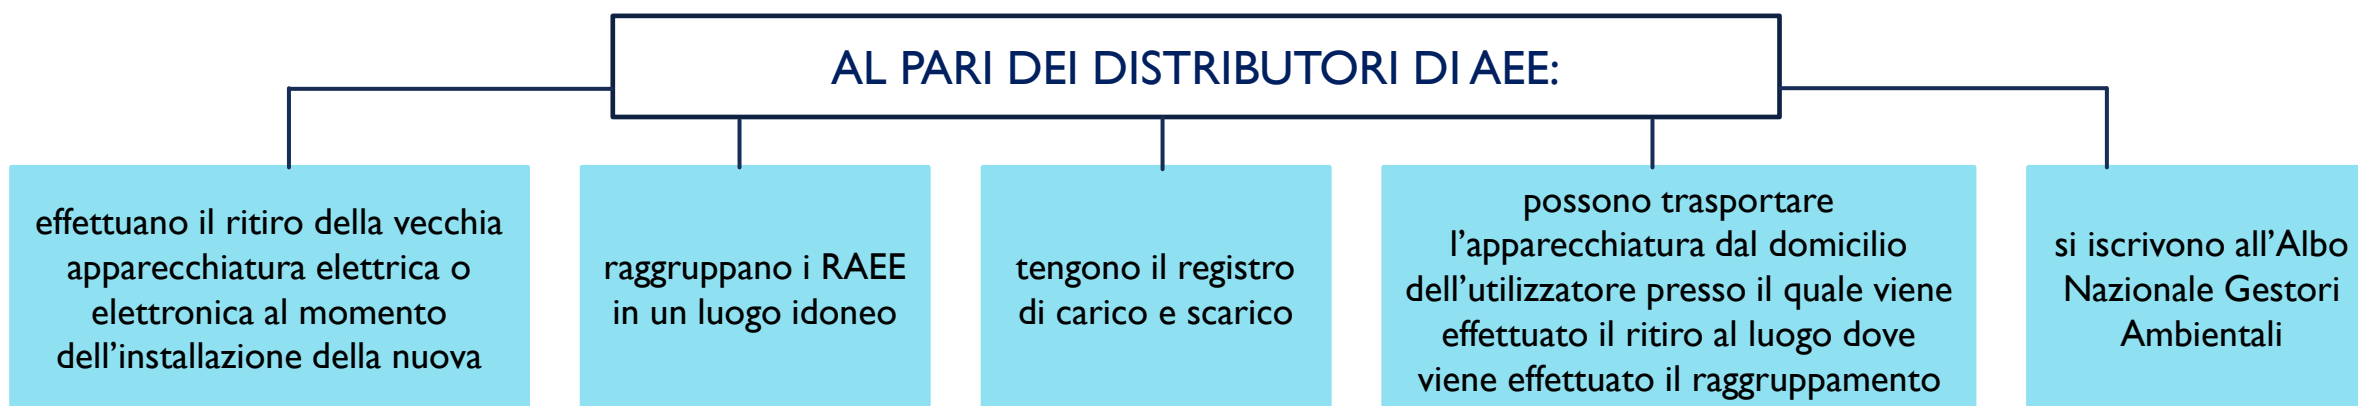 AL PARI DEI DISTRIBUTORI DI AEE:
effettuano il ritiro della vecchia
apparecchiatura elettrica o
elettronica al momento
dell’installazione della nuova
raggruppano i RAEE
in un luogo idoneo
tengono il registro
di carico e scarico
possono trasportare
l’apparecchiatura dal domicilio
dell’utilizzatore presso il quale viene
effettuato il ritiro al luogo dove
viene effettuato il raggruppamento
si iscrivono all’Albo
Nazionale Gestori
Ambientali